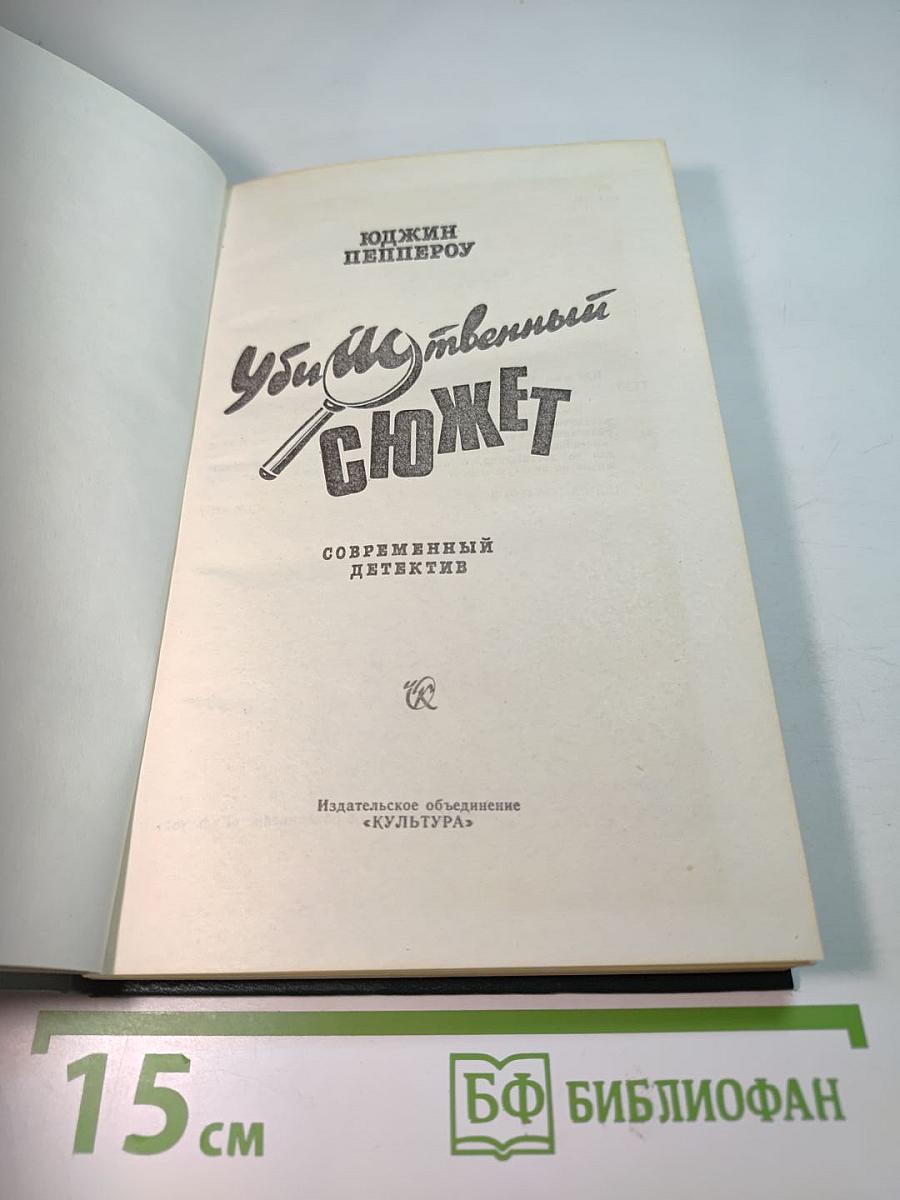 ЮДЖИН
ПЕППЕРОУ
Убийственный
СЮЖЕТ
СОВРЕМЕННЫЙ
ДЕТЕКТИВ
Издательское объединение
«КУЛЬТУРА»
15 см
БФ БИБЛИОФАН